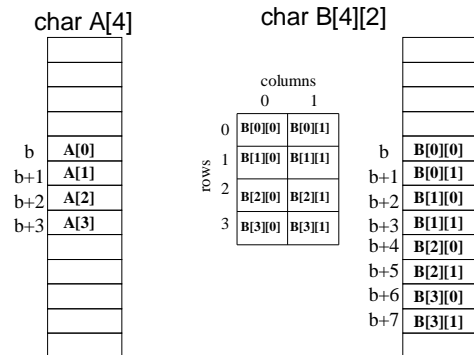 char A[4]
b A[0]
b+1 A[1]
b+2 A[2]
b+3 A[3]
char B[4][2]
columns
0 1
rows
0 B[0][0] B[0][1]
1 B[1][0] B[1][1]
2 B[2][0] B[2][1]
3 B[3][0] B[3][1]
b B[0][0]
b+1 B[0][1]
b+2 B[1][0]
b+3 B[1][1]
b+4 B[2][0]
b+5 B[2][1]
b+6 B[3][0]
b+7 B[3][1]